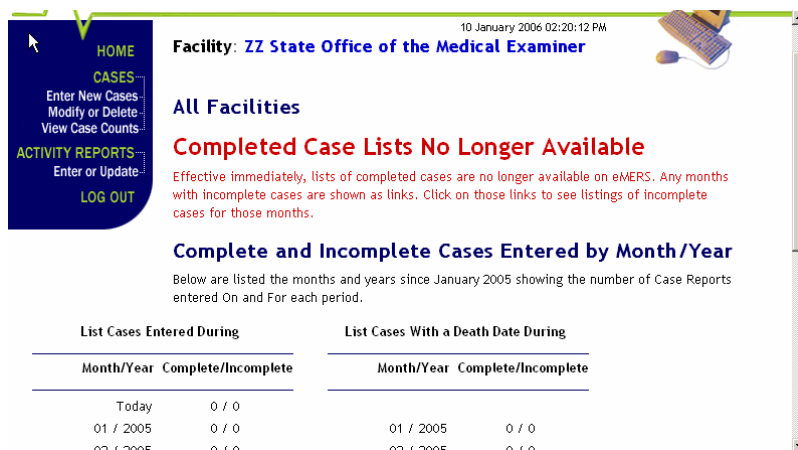 10 January 2006 02:20:12 PM
Facility: ZZ State Office of the Medical Examiner
HOME
CASES
Enter New Cases
Modify or Delete
View Case Counts
ACTIVITY REPORTS
Enter or Update
LOG OUT
All Facilities
Completed Case Lists No Longer Available
Effective immediately, lists of completed cases are no longer available on eMERS. Any months
with incomplete cases are shown as links. Click on those links to see listings of incomplete
cases for those months.
Complete and Incomplete Cases Entered by Month/Year
Below are listed the months and years since January 2005 showing the number of Case Reports
entered On and For each period.
List Cases Entered During List Cases With a Death Date During
Month/Year Complete/Incomplete Month/Year Complete/Incomplete
Today 0 / 0
01 / 2005 0 / 0 01 / 2005 0 / 0